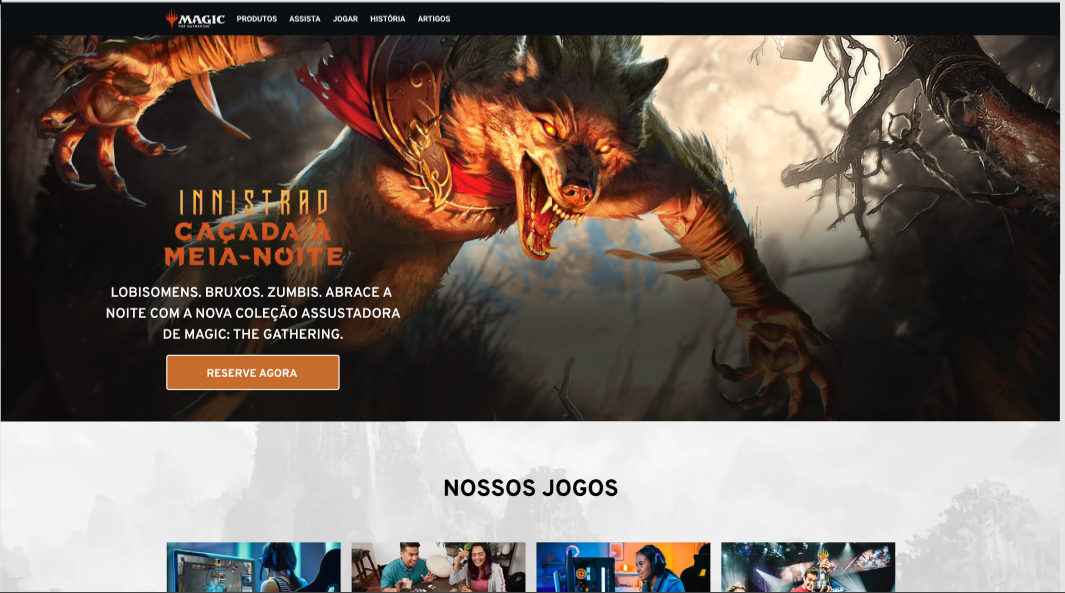 MAGIC
THE GATHERING
PRODUTOS ASSISTA JOGAR HISTÓRIA ARTIGOS
INNISTRAD
CAÇADA À
MEIA-NOITE
LOBISOMENS. BRUXOS. ZUMBIS. ABRACE A
NOITE COM A NOVA COLEÇÃO ASSUSTADORA
DE MAGIC: THE GATHERING.
RESERVE AGORA
NOSSOS JOGOS